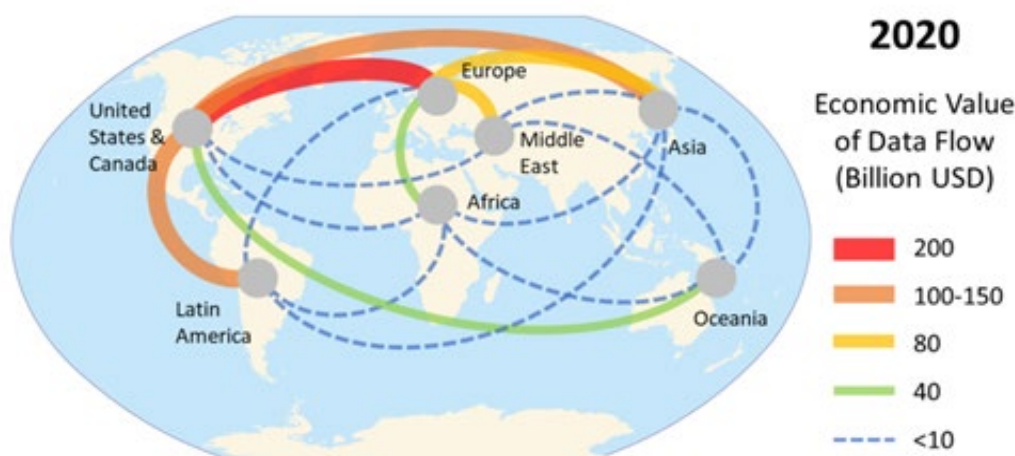 2020
Economic Value
of Data Flow
(Billion USD)
200
100-150
80
40
<10
United
States &
Canada
Europe
Middle
East
Asia
Africa
Latin
America
Oceania